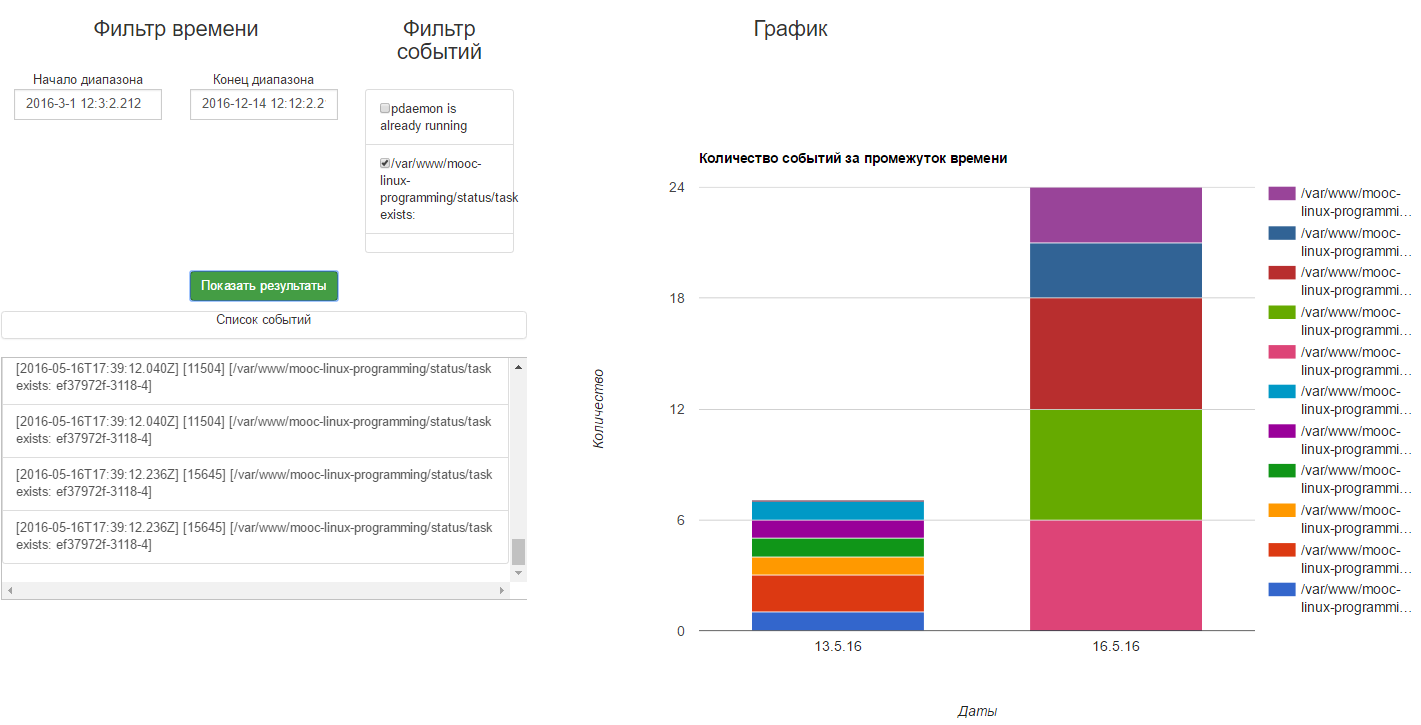 Фильтр времени
Начало диапазона
2016-3-1 12:3:2.212
Конец диапазона
2016-12-14 12:12:2.2
Фильтр
событий
pdaemon is
already running
/var/www/mooc-
linux-
programming/status/task
exists:
Показать результаты
Список событий
[2016-05-16T17:39:12.040Z] [11504] [/var/www/mooc-linux-programming/status/task
exists: ef37972f-3118-4]
[2016-05-16T17:39:12.040Z] [11504] [/var/www/mooc-linux-programming/status/task
exists: ef37972f-3118-4]
[2016-05-16T17:39:12.236Z] [15645] [/var/www/mooc-linux-programming/status/task
exists: ef37972f-3118-4]
[2016-05-16T17:39:12.236Z] [15645] [/var/www/mooc-linux-programming/status/task
exists: ef37972f-3118-4]
График
Количество событий за промежуток времени
Количество
24
18
12
6
0
13.5.16
16.5.16
Даты
/var/www/mooc-
linux-programmi...
/var/www/mooc-
linux-programmi...
/var/www/mooc-
linux-programmi...
/var/www/mooc-
linux-programmi...
/var/www/mooc-
linux-programmi...
/var/www/mooc-
linux-programmi...
/var/www/mooc-
linux-programmi...
/var/www/mooc-
linux-programmi...
/var/www/mooc-
linux-programmi...
/var/www/mooc-
linux-programmi...
/var/www/mooc-
linux-programmi...